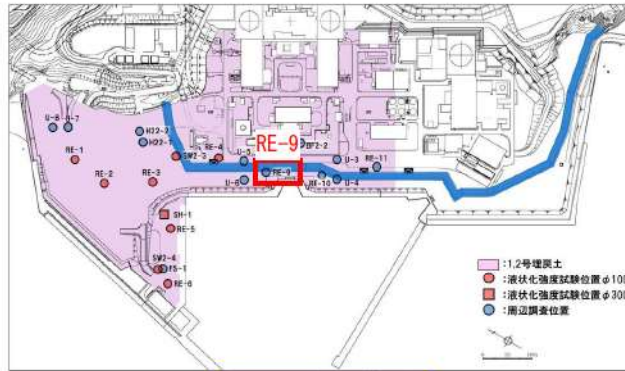 RE-9
U-8
U-7
H22-2
H22-1
RE-1
SW2-3
RE-4
U-5
BF2-2
U-3
RE-11
RE-2
RE-3
U-6
RE-9
RE-10
U-4
SH-1
RE-5
SW2-4
RE-6
:1,2号埋戻土
:液状化強度試験位置φ100
:液状化強度試験位置φ300
:周辺調査位置